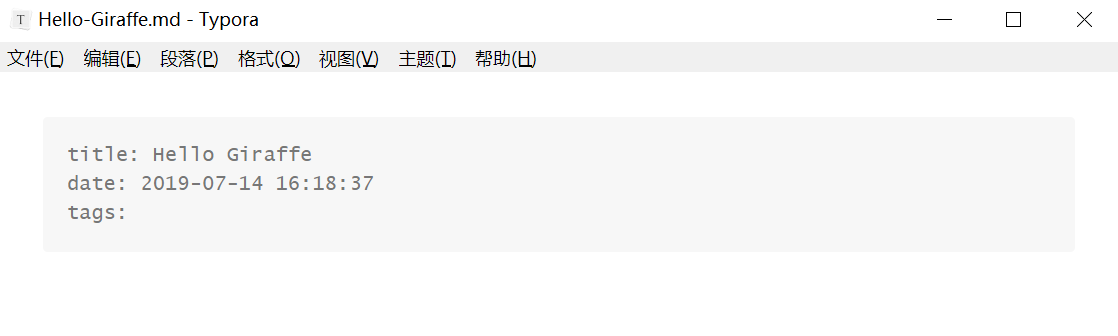 T Hello-Giraffe.md - Typora
文件(F) 编辑(E) 段落(P) 格式(O) 视图(V) 主题(T) 帮助(H)
title: Hello Giraffe
date: 2019-07-14 16:18:37
tags: